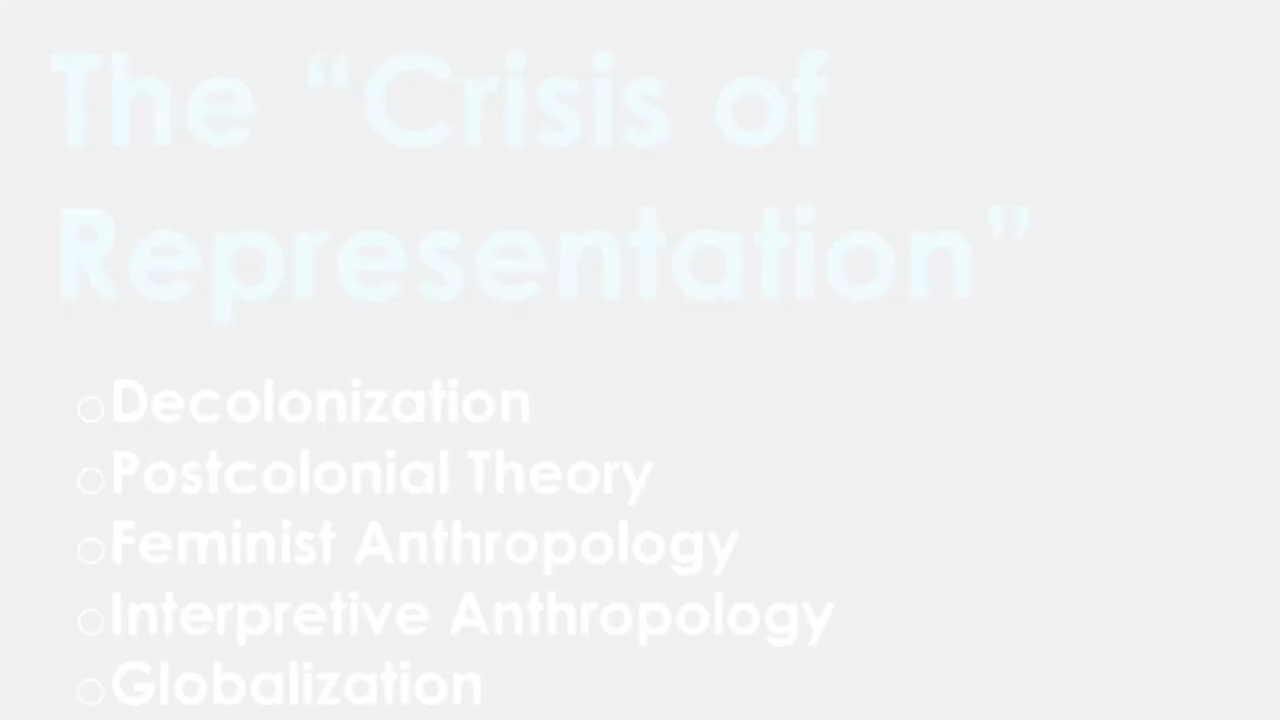 The “Crisis of
Representation”
○Decolonization
○Postcolonial Theory
○Feminist Anthropology
○Interpretive Anthropology
○Globalization